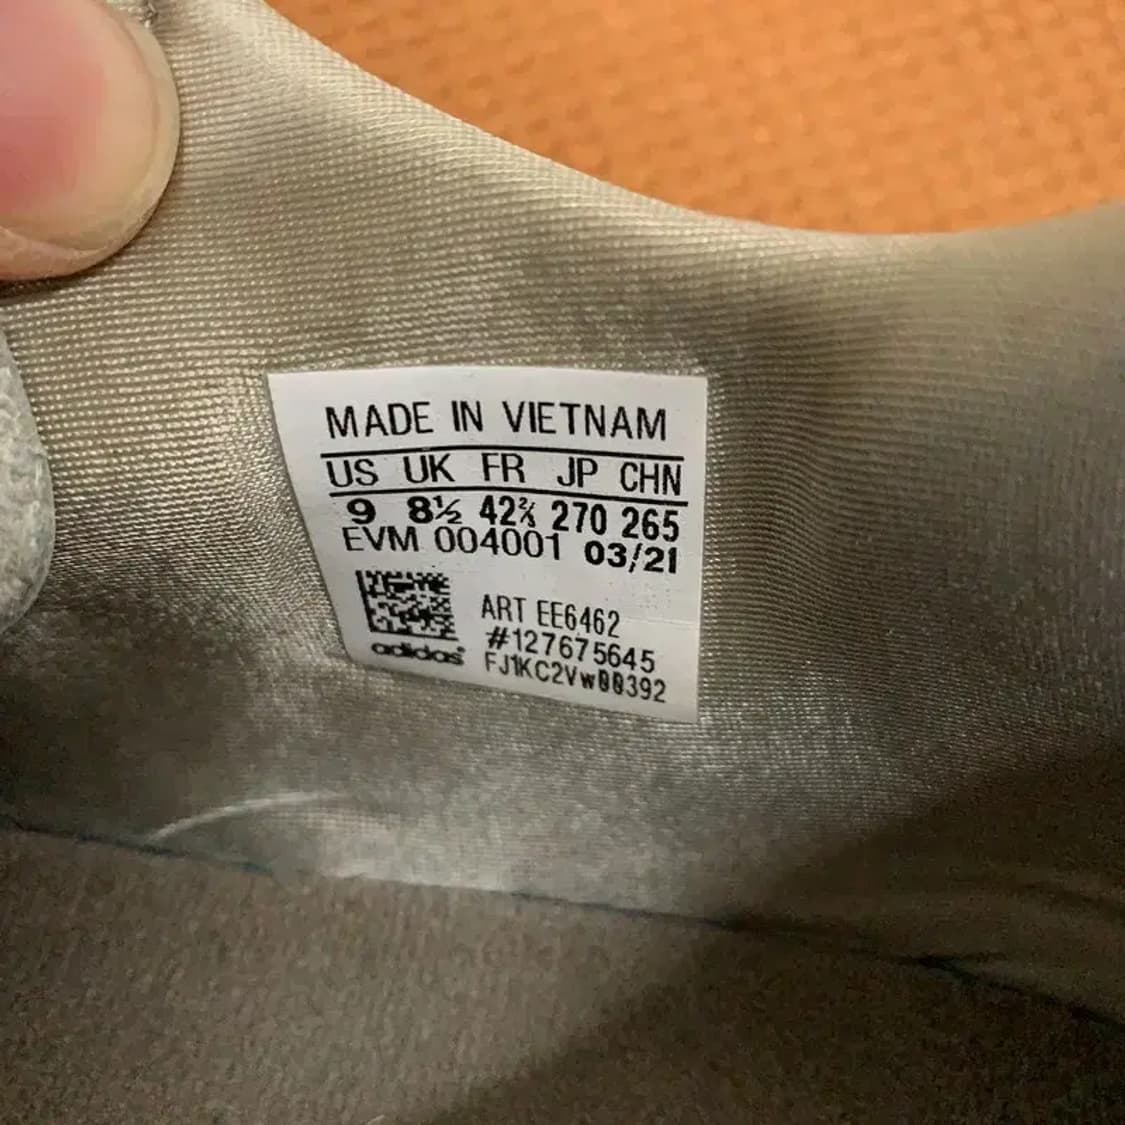 MADE IN VIETNAM
US UK FR JP CHN
9 8½ 42⅔ 270 265
EVM 004001 03/21
ART EE6462
#127675645
FJ1KC2Vw00392
adidas